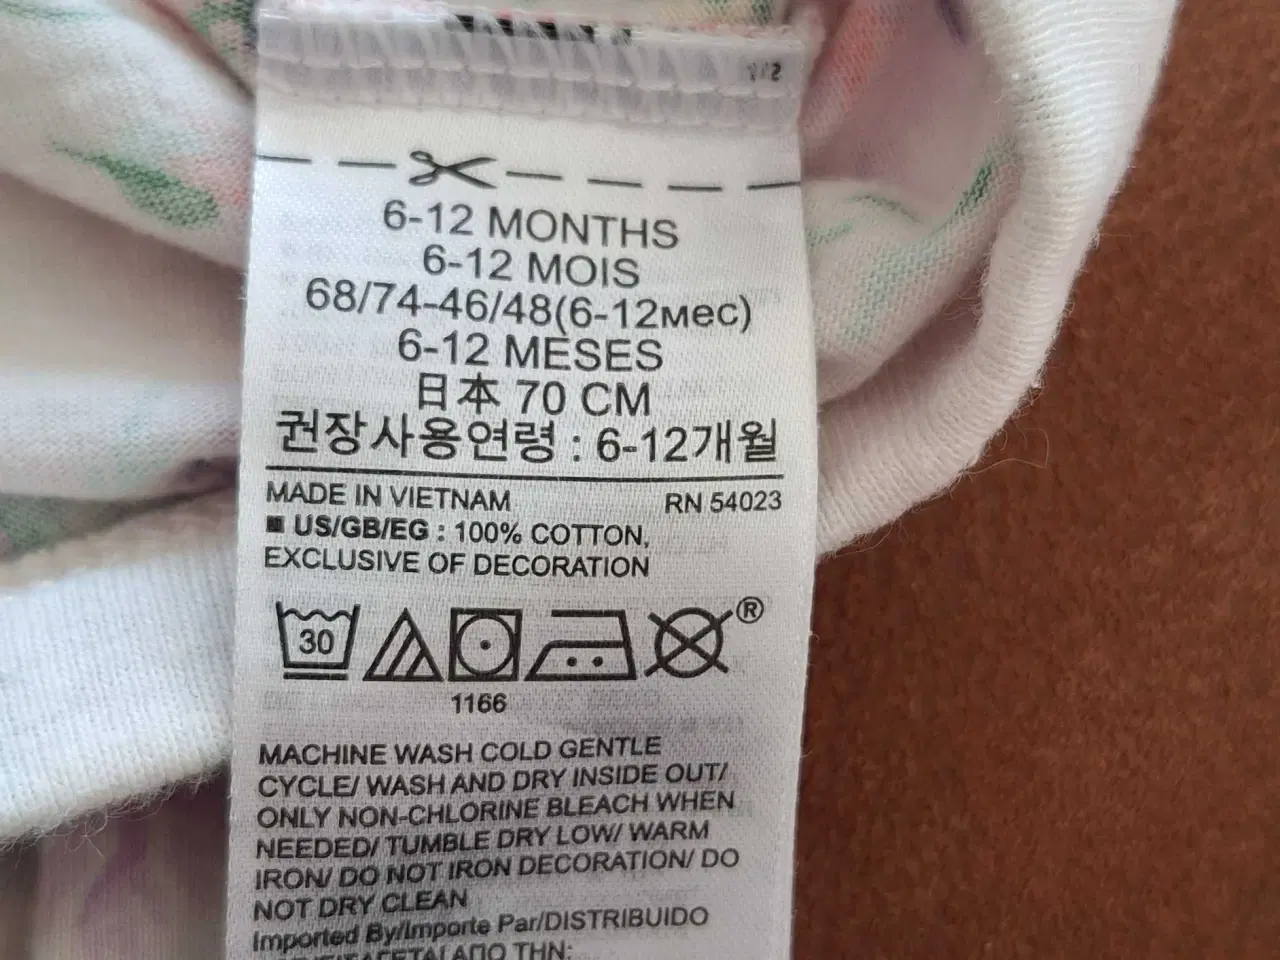 6-12 MONTHS
6-12 MOIS
68/74-46/48(6-12мес)
6-12 MESES
日本 70 CM
권장사용연령 : 6-12개월
MADE IN VIETNAM RN 54023
US/GB/EG : 100% COTTON,
EXCLUSIVE OF DECORATION
30 ®
1166
MACHINE WASH COLD GENTLE
CYCLE/ WASH AND DRY INSIDE OUT/
ONLY NON-CHLORINE BLEACH WHEN
NEEDED/ TUMBLE DRY LOW/ WARM
IRON/ DO NOT IRON DECORATION/ DO
NOT DRY CLEAN
Imported By/Importe Par/DISTRIBUIDO
THN: